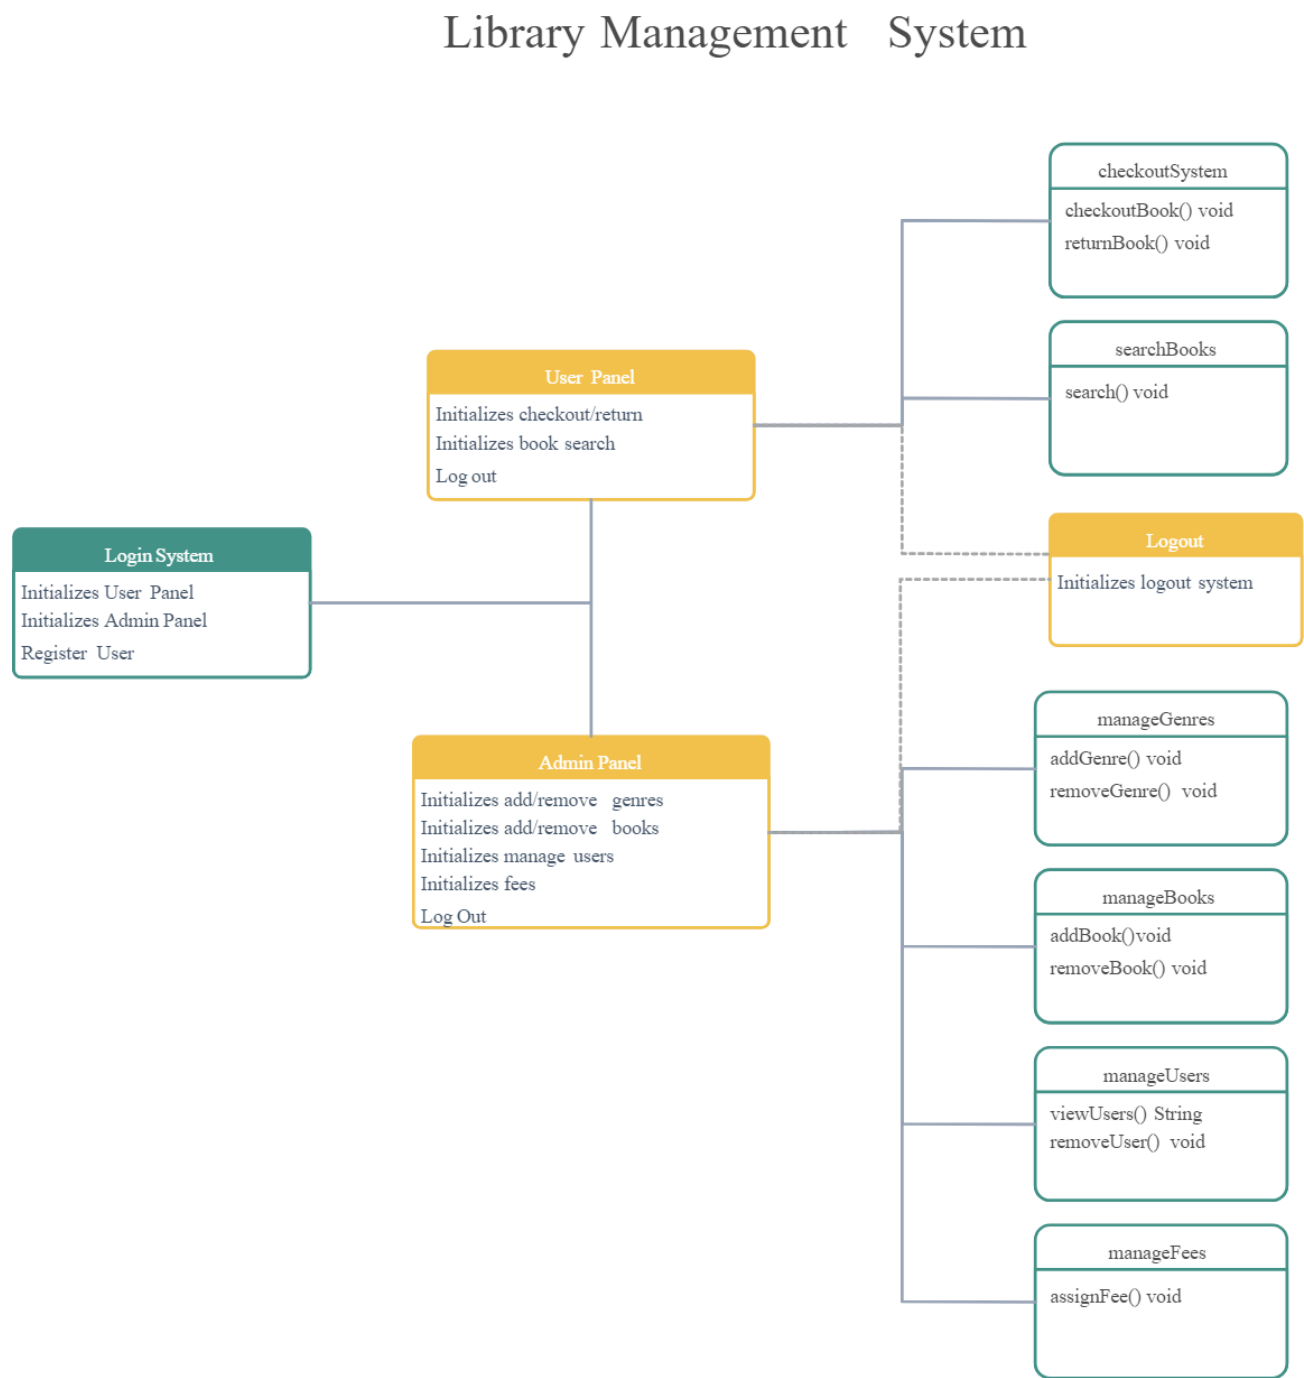 Library Management System
checkoutSystem
checkoutBook() void
returnBook() void
searchBooks
search() void
User Panel
Initializes checkout/return
Initializes book search
Log out
Logout
Initializes logout system
Login System
Initializes User Panel
Initializes Admin Panel
Register User
Admin Panel
Initializes add/remove genres
Initializes add/remove books
Initializes manage users
Initializes fees
Log Out
manageGenres
addGenre() void
removeGenre() void
manageBooks
addBook()void
removeBook() void
manageUsers
viewUsers() String
removeUser() void
manageFees
assignFee() void